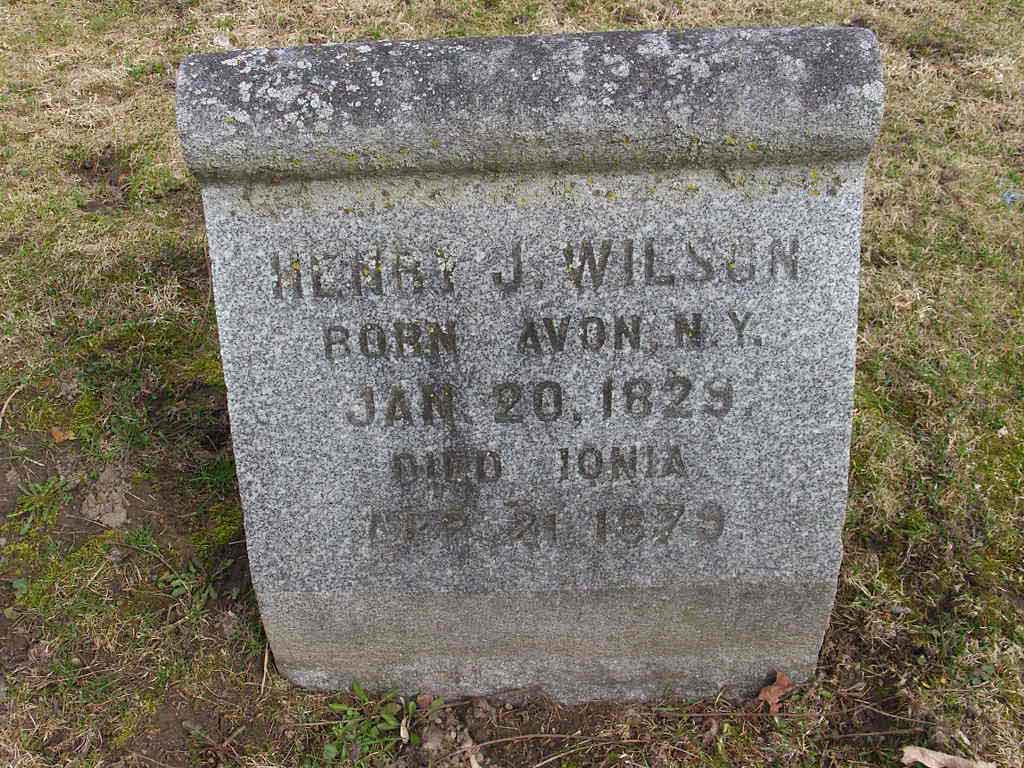 HENRY J. WILSON
BORN AVON, N.Y.
JAN. 20, 1829.
DIED IONIA
APR. 21, 1879